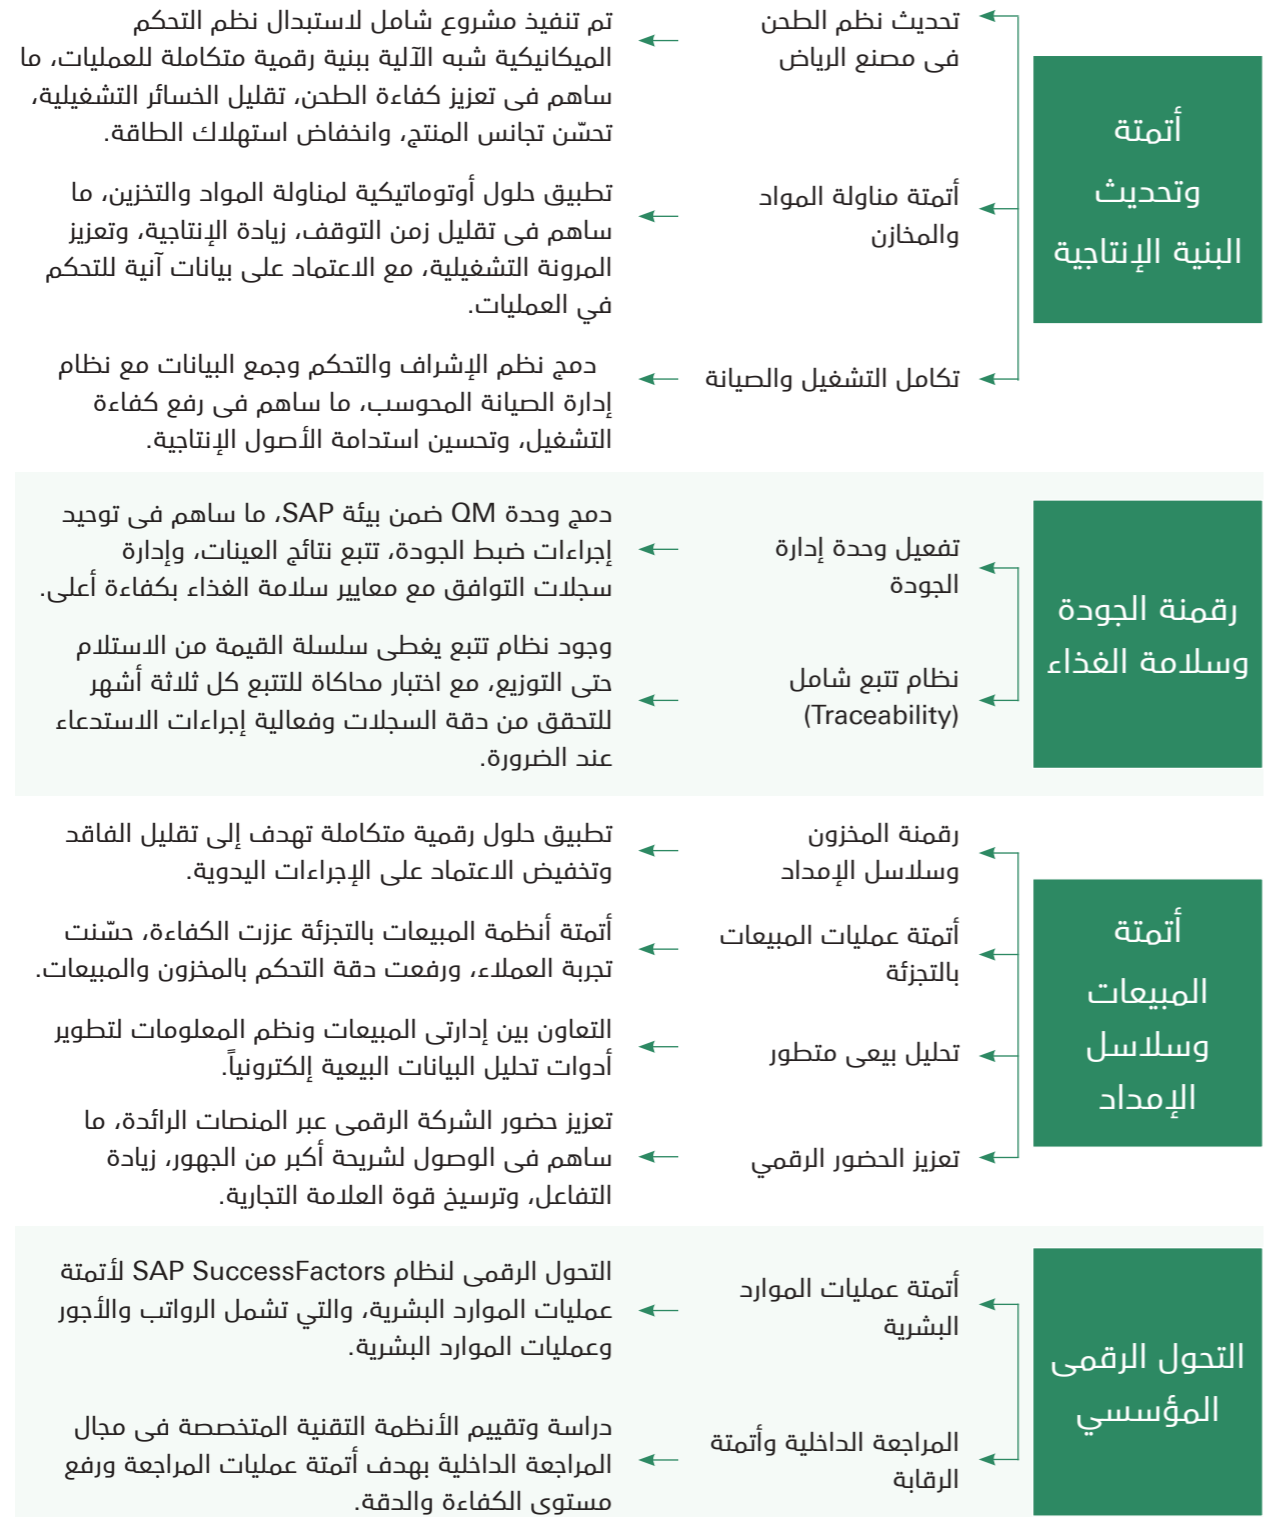 أتمتة
وتحديث
البنية الإنتاجية
تحديث نظم الطحن
فى مصنع الرياض
تم تنفيذ مشروع شامل لاستبدال نظم التحكم
الميكانيكية شبه الآلية ببنية رقمية متكاملة للعمليات، ما
ساهم فى تعزيز كفاءة الطحن، تقليل الخسائر التشغيلية،
تحسّن تجانس المنتج، وانخفاض استهلاك الطاقة.
أتمتة مناولة المواد
والمخازن
تطبيق حلول أوتوماتيكية لمناولة المواد والتخزين، ما
ساهم فى تقليل زمن التوقف، زيادة الإنتاجية، وتعزيز
المرونة التشغيلية، مع الاعتماد على بيانات آنية للتحكم
في العمليات.
تكامل التشغيل والصيانة
دمج نظم الإشراف والتحكم وجمع البيانات مع نظام
إدارة الصيانة المحوسب، ما ساهم فى رفع كفاءة
التشغيل، وتحسين استدامة الأصول الإنتاجية.
رقمنة الجودة
وسلامة الغذاء
تفعيل وحدة إدارة
الجودة
دمج وحدة QM ضمن بيئة SAP، ما ساهم فى توحيد
إجراءات ضبط الجودة، تتبع نتائج العينات، وإدارة
سجلات التوافق مع معايير سلامة الغذاء بكفاءة أعلى.
نظام تتبع شامل
(Traceability)
وجود نظام تتبع يغطى سلسلة القيمة من الاستلام
حتى التوزيع، مع اختبار محاكاة للتتبع كل ثلاثة أشهر
للتحقق من دقة السجلات وفعالية إجراءات الاستدعاء
عند الضرورة.
أتمتة
المبيعات
وسلاسل
الإمداد
رقمنة المخزون
وسلاسل الإمداد
تطبيق حلول رقمية متكاملة تهدف إلى تقليل الفاقد
وتخفيض الاعتماد على الإجراءات اليدوية.
أتمتة عمليات المبيعات
بالتجزئة
أتمتة أنظمة المبيعات بالتجزئة عززت الكفاءة، حسّنت
تجربة العملاء، ورفعت دقة التحكم بالمخزون والمبيعات.
تحليل بيعى متطور
التعاون بين إدارتى المبيعات ونظم المعلومات لتطوير
أدوات تحليل البيانات البيعية إلكترونياً.
تعزيز الحضور الرقمي
تعزيز حضور الشركة الرقمى عبر المنصات الرائدة، ما
ساهم فى الوصول لشريحة أكبر من الجهور، زيادة
التفاعل، وترسيخ قوة العلامة التجارية.
التحول الرقمى
المؤسسي
أتمتة عمليات الموارد
البشرية
التحول الرقمى لنظام SAP SuccessFactors لأتمتة
عمليات الموارد البشرية، والتي تشمل الرواتب والأجور
وعمليات الموارد البشرية.
المراجعة الداخلية وأتمتة
الرقابة
دراسة وتقييم الأنظمة التقنية المتخصصة فى مجال
المراجعة الداخلية بهدف أتمتة عمليات المراجعة ورفع
مستوى الكفاءة والدقة.